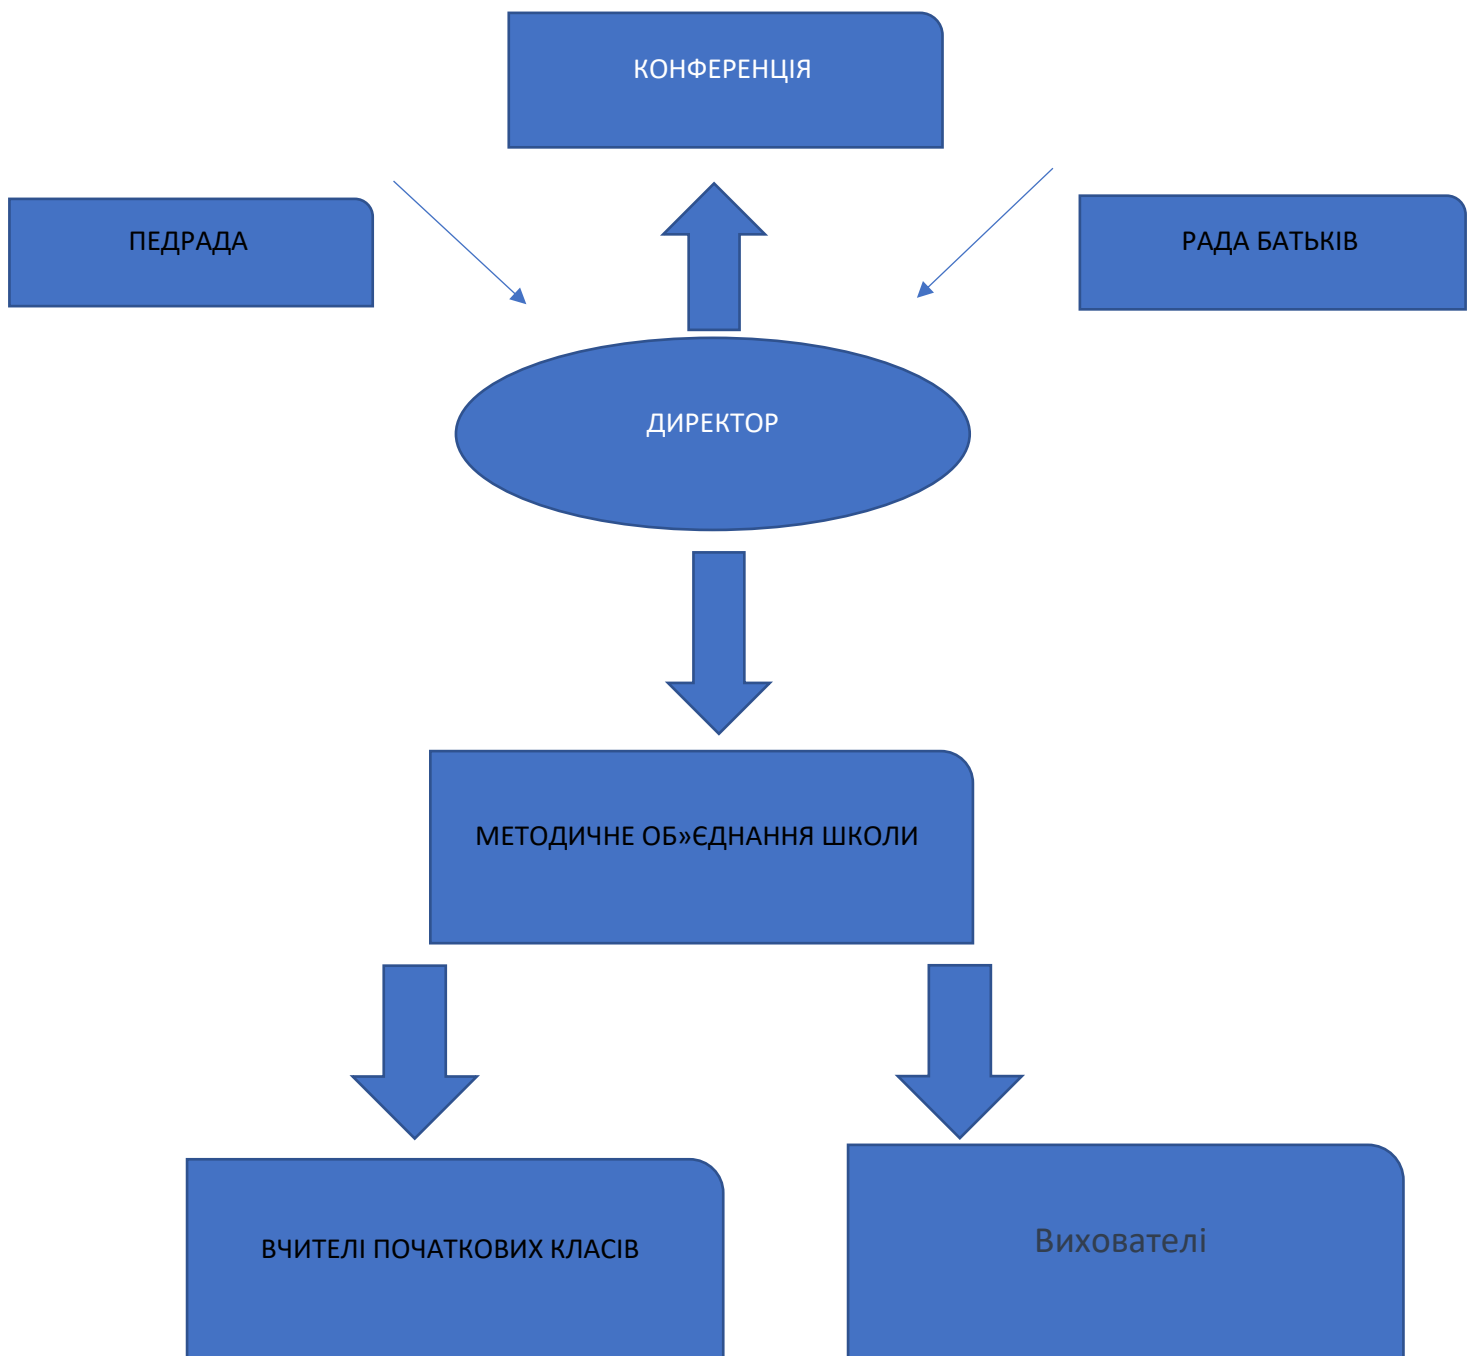 КОНФЕРЕНЦІЯ
ПЕДРАДА
РАДА БАТЬКІВ
ДИРЕКТОР
МЕТОДИЧНЕ ОБ»ЄДНАННЯ ШКОЛИ
ВЧИТЕЛІ ПОЧАТКОВИХ КЛАСІВ
Вихователі